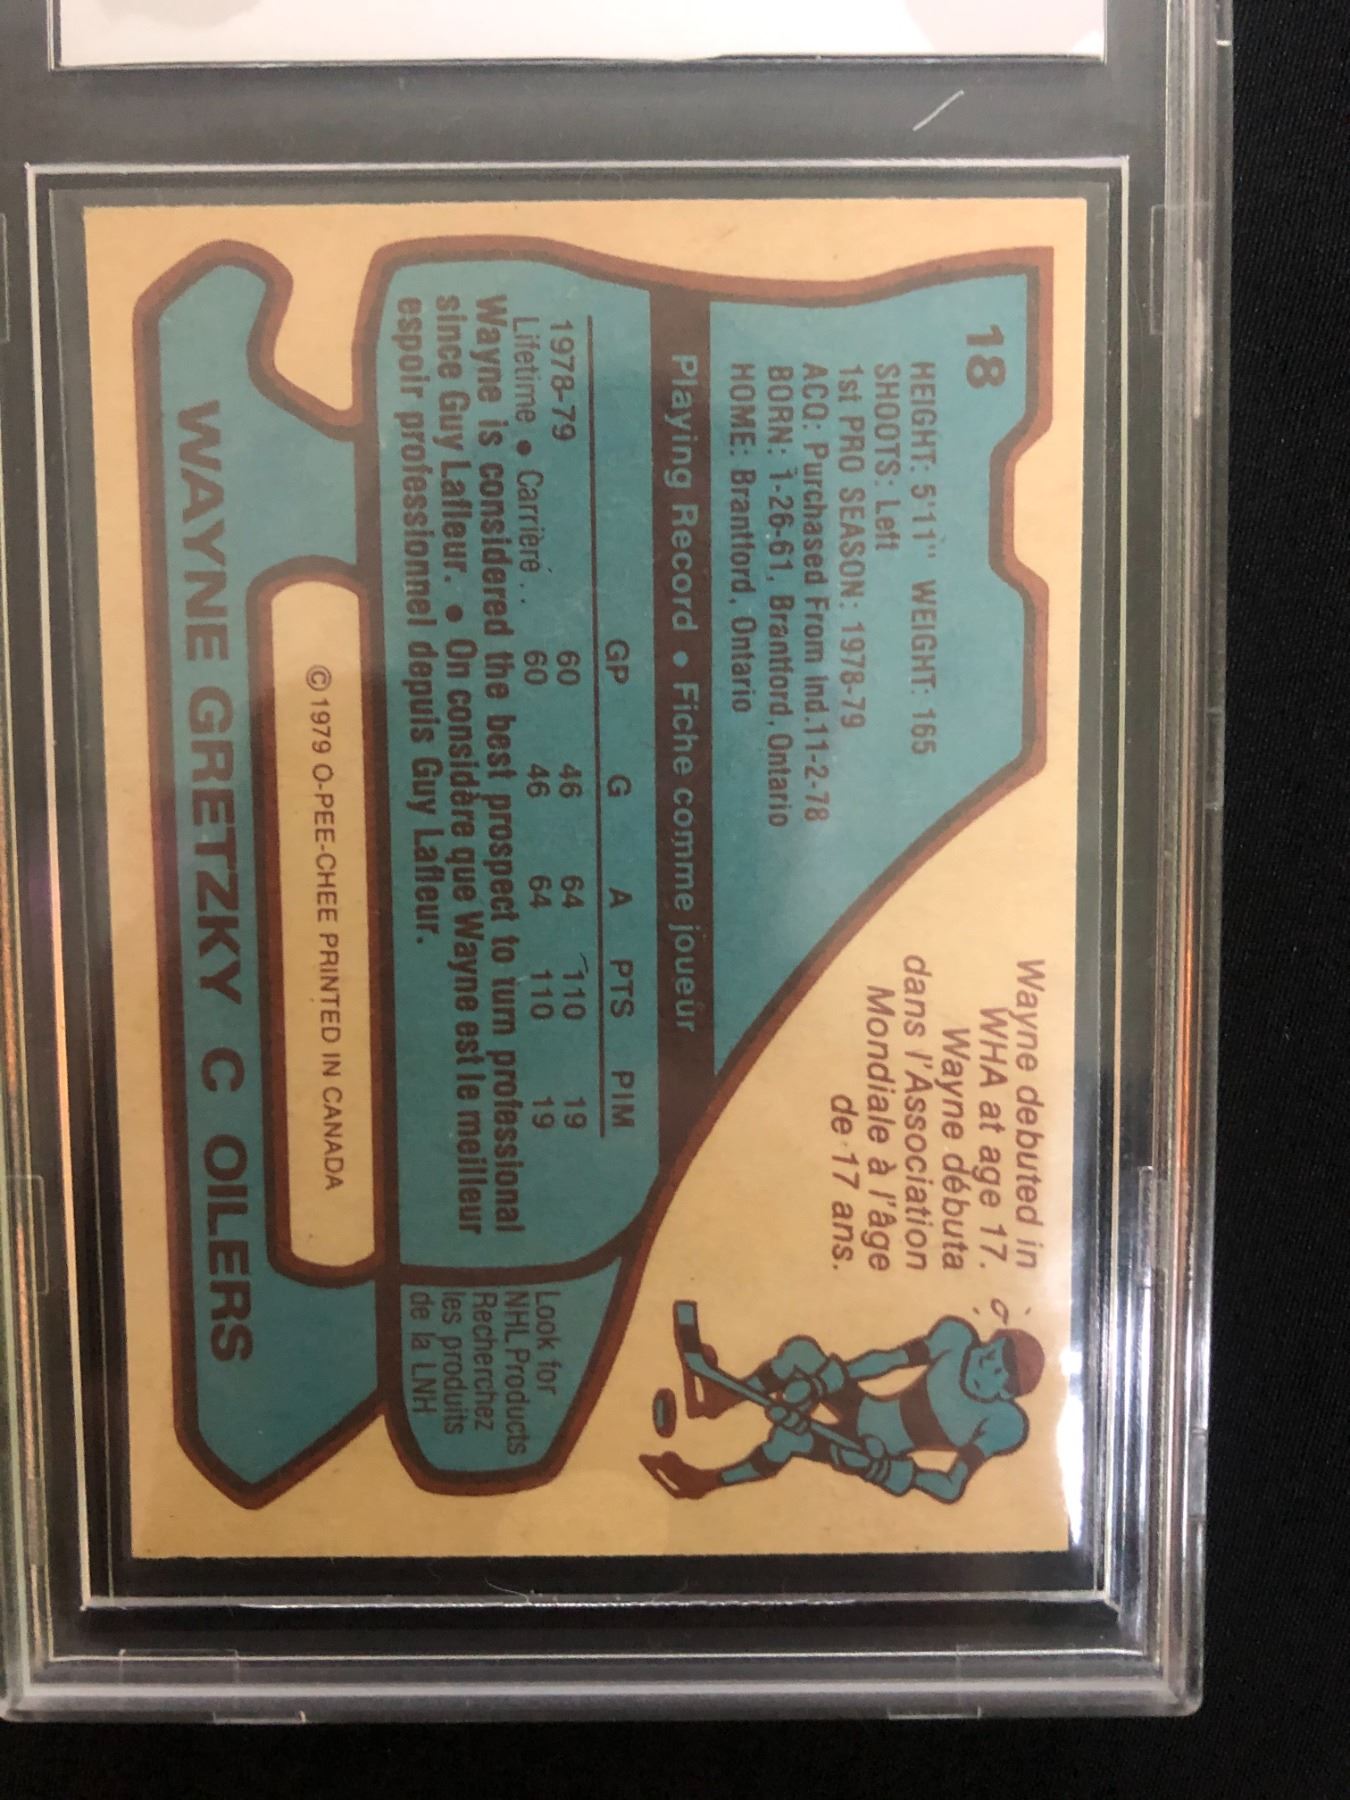 18
HEIGHT: 5'11" WEIGHT: 165
SHOOTS: Left
1st PRO SEASON: 1978-79
ACQ: Purchased From Ind.11-2-78
BORN: 1-26-61, Brantford, Ontario
HOME: Brantford, Ontario
Wayne debuted in
WHA at age 17.
Wayne débuta
dans l'Association
Mondiale à l'âge
de 17 ans.
Playing Record • Fiche comme joueur
GP G A PTS PIM
1978-79 60 46 64 110 19
Lifetime • Carrière . . 60 46 64 110 19
Wayne is considered the best prospect to turn professional
since Guy Lafleur. • On considère que Wayne est le meilleur
espoir professionnel depuis Guy Lafleur.
Look for
NHL Products
Recherchez
les produits
de la LNH
© 1979 O-PEE-CHEE PRINTED IN CANADA
WAYNE GRETZKY C OILERS